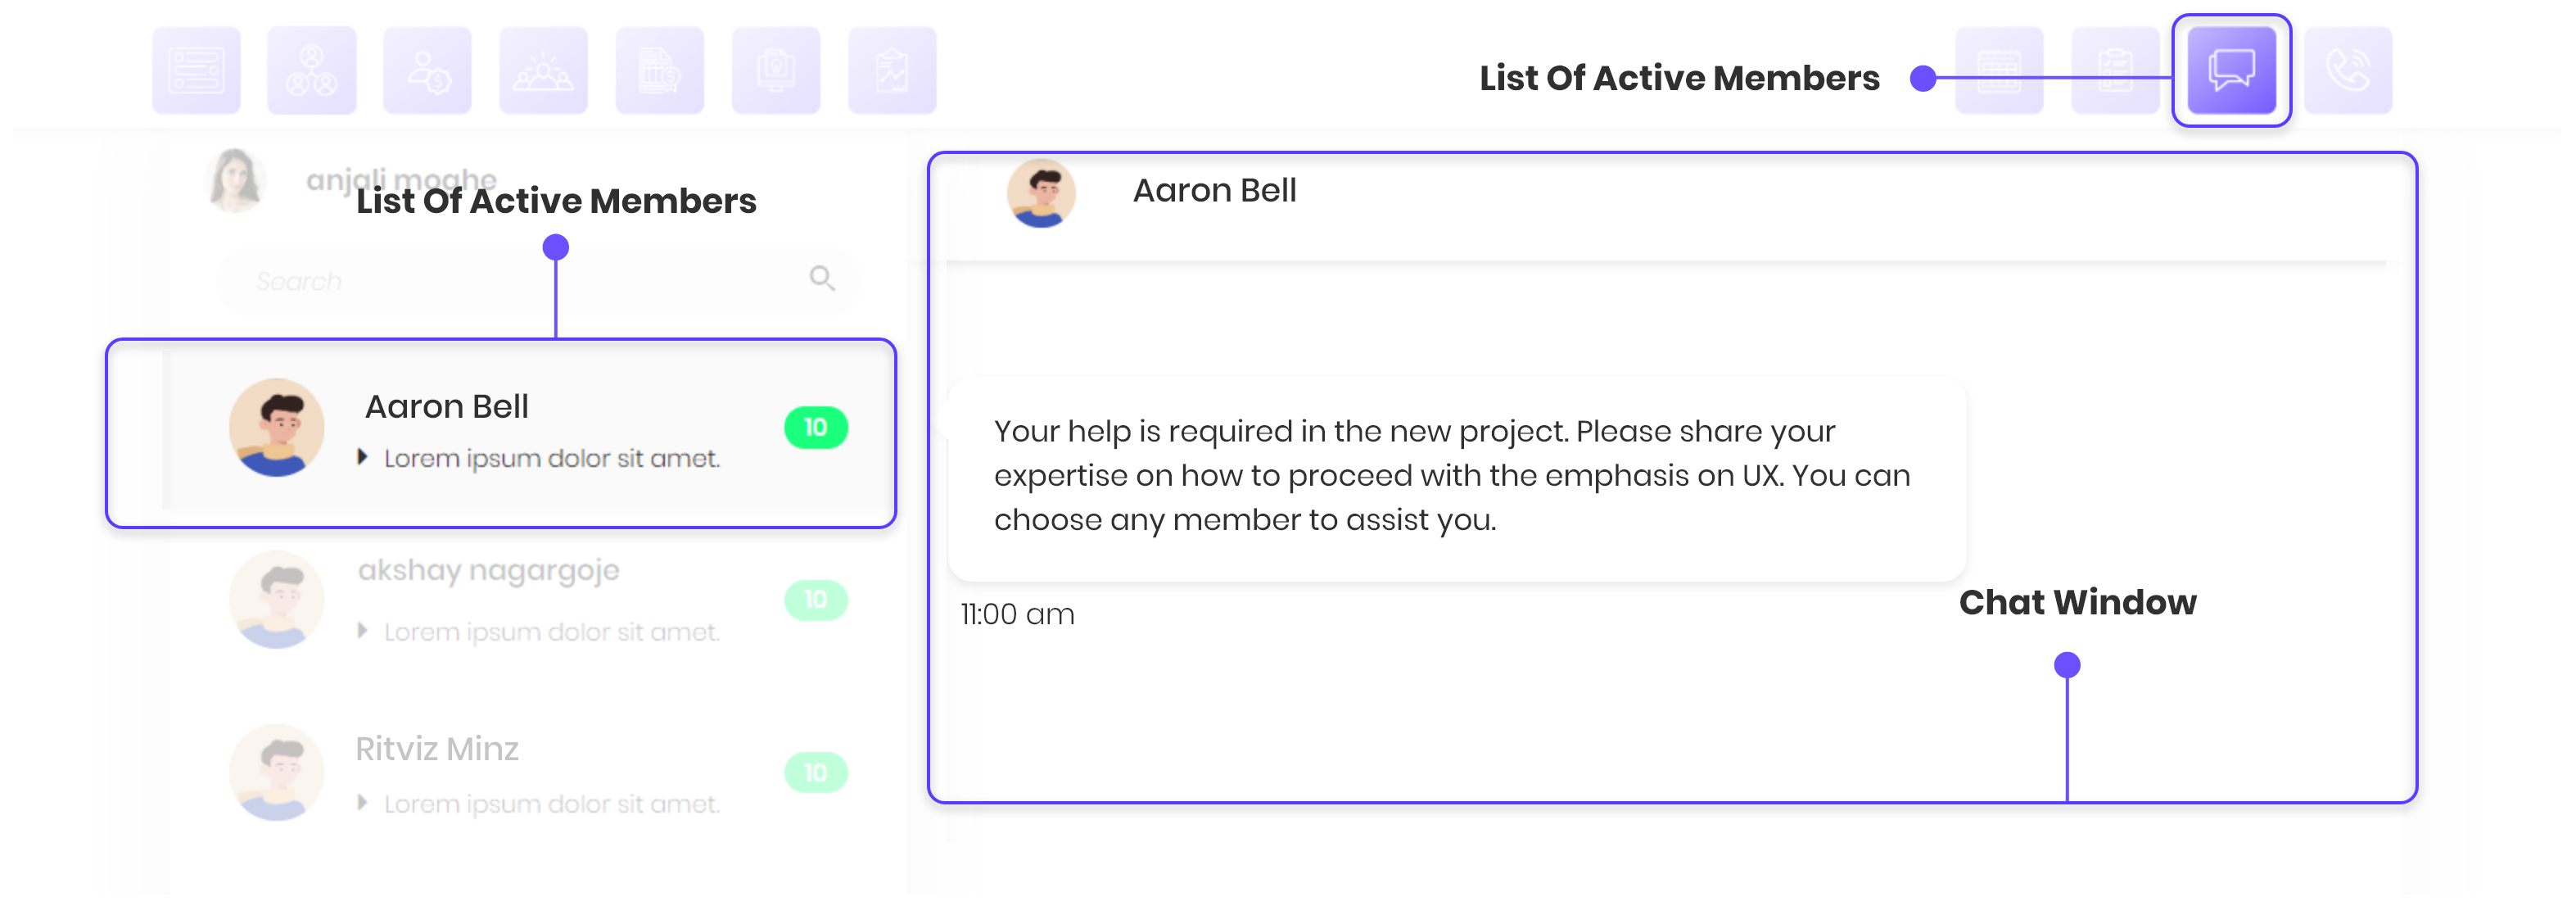 List Of Active Members
anjali moghe
List Of Active Members
Search
Aaron Bell
Lorem ipsum dolor sit amet.
10
akshay nagargoje
Lorem ipsum dolor sit amet.
10
Ritviz Minz
Lorem ipsum dolor sit amet.
10
Aaron Bell
Your help is required in the new project. Please share your
expertise on how to proceed with the emphasis on UX. You can
choose any member to assist you.
11:00 am
Chat Window